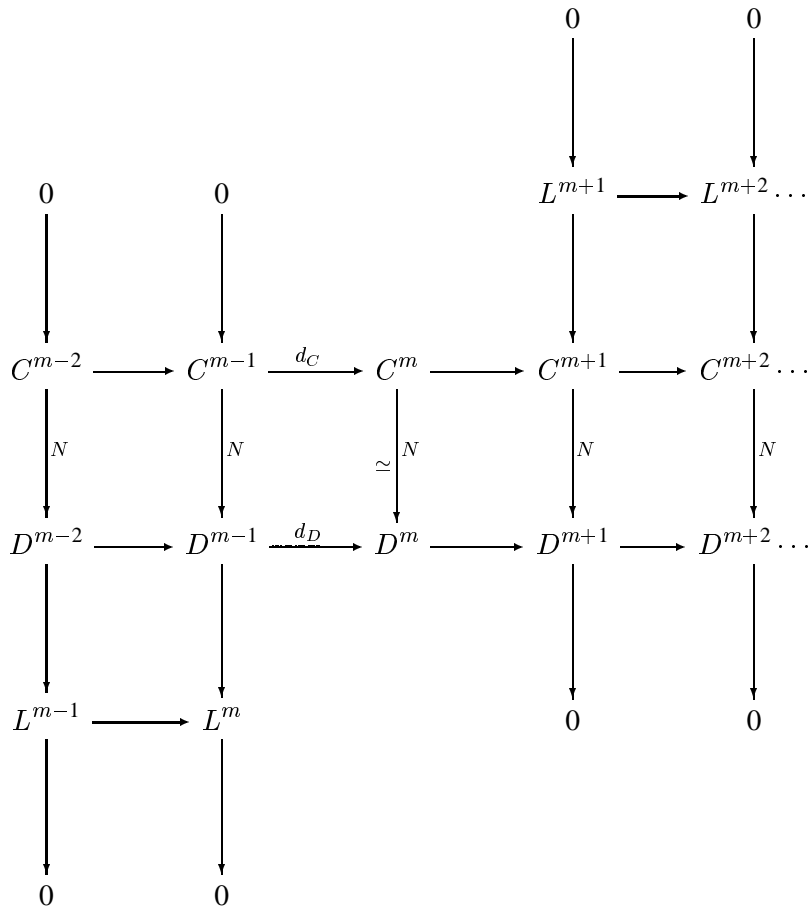 0 0
0 0 L^{m+1} L^{m+2} ...
d_C
C^{m-2} C^{m-1} C^m C^{m+1} C^{m+2} ...
N N ≃ N N N
d_D
D^{m-2} D^{m-1} D^m D^{m+1} D^{m+2} ...
L^{m-1} L^m 0 0
0 0